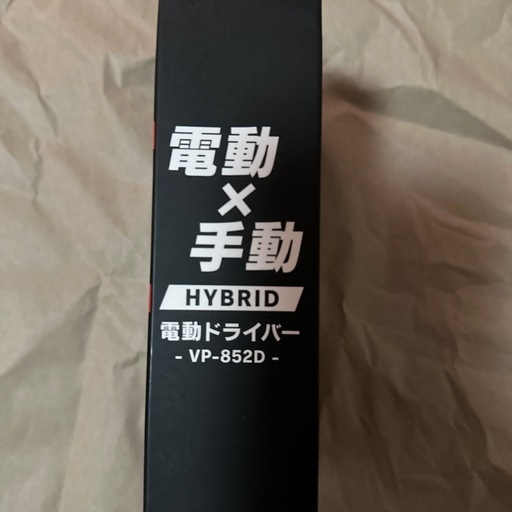 電動
×
手動
HYBRID
電動ドライバー
- VP-852D -